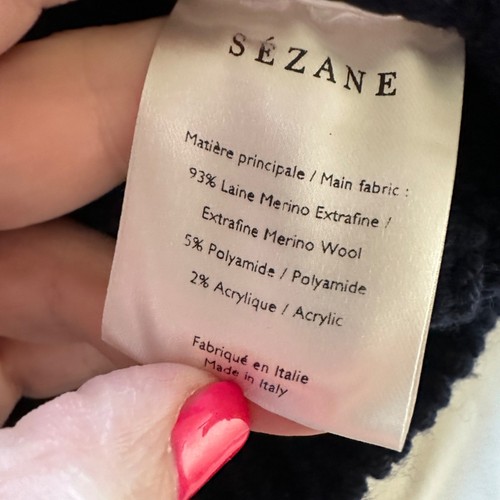 SÉZANE
Matière principale / Main fabric :
93% Laine Merino Extrafine /
Extrafine Merino Wool
5% Polyamide / Polyamide
2% Acrylique / Acrylic
Fabriqué en Italie
Made in Italy